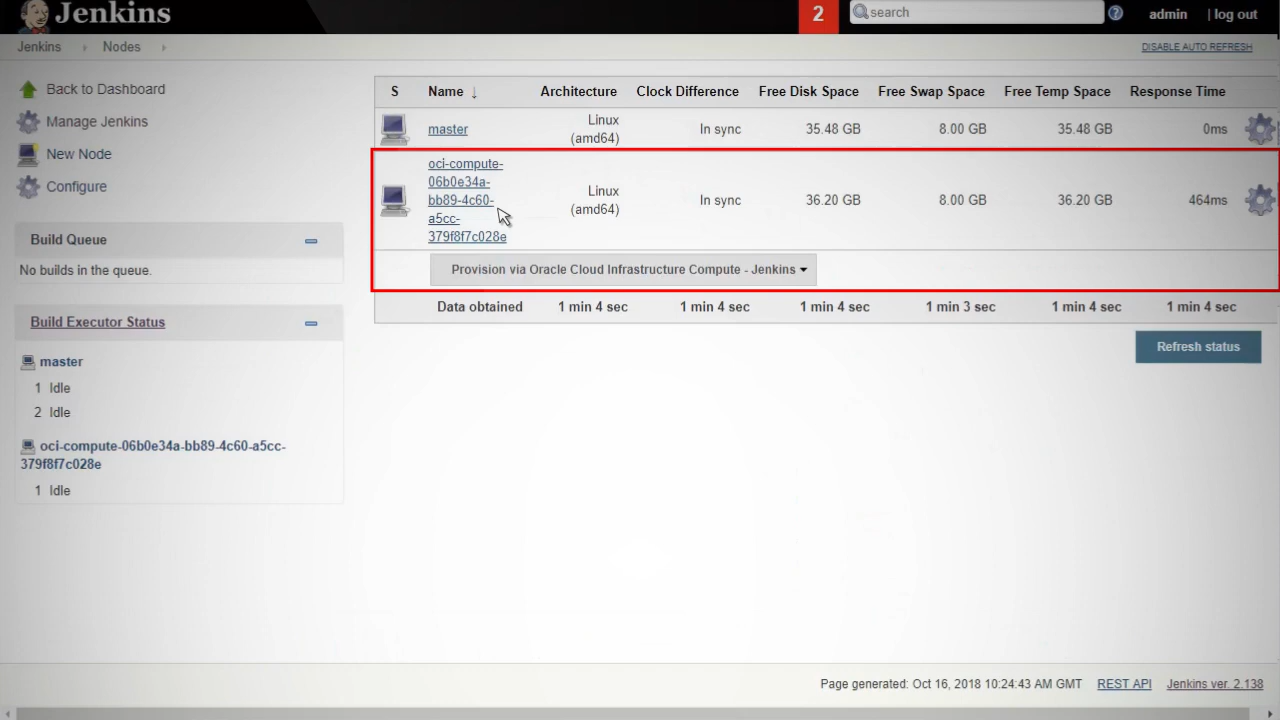 Jenkins
2
search
admin
| log out
Jenkins
Nodes
DISABLE AUTO REFRESH
Back to Dashboard
Manage Jenkins
New Node
Configure
Build Queue
No builds in the queue.
Build Executor Status
master
1 Idle
2 Idle
oci-compute-06b0e34a-bb89-4c60-a5cc-
379f8f7c028e
1 Idle
S Name ↓ Architecture Clock Difference Free Disk Space Free Swap Space Free Temp Space Response Time
master Linux (amd64) In sync 35.48 GB 8.00 GB 35.48 GB 0ms
oci-compute-
06b0e34a-
bb89-4c60-
a5cc-
379f8f7c028e
Linux
(amd64)
In sync 36.20 GB 8.00 GB 36.20 GB 464ms
Provision via Oracle Cloud Infrastructure Compute - Jenkins
Data obtained 1 min 4 sec 1 min 4 sec 1 min 4 sec 1 min 3 sec 1 min 4 sec 1 min 4 sec
Refresh status
Page generated: Oct 16, 2018 10:24:43 AM GMT REST API Jenkins ver. 2.138